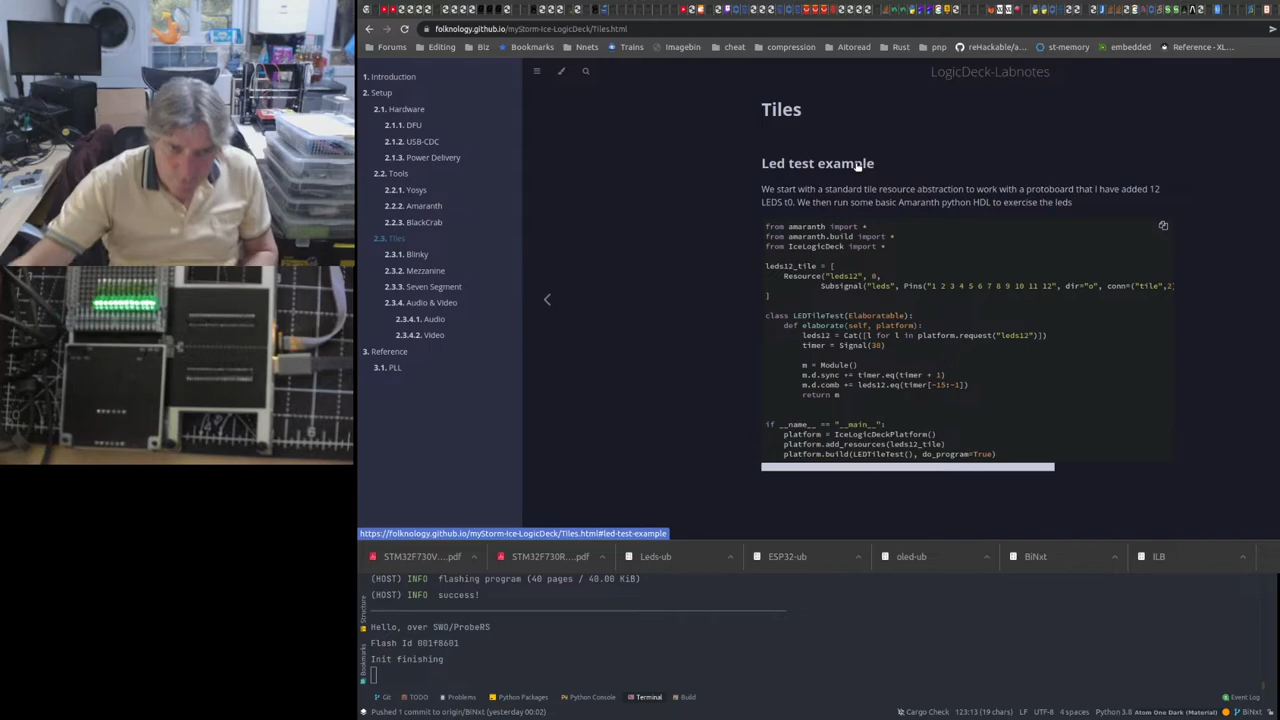 folknology.github.io/myStorm-Ice-LogicDeck/Tiles.html
Forums
Editing
Biz
Bookmarks
Nnets
Trains
Imagebin
cheat
compression
Aitoread
Rust
pnp
reHackable/a...
st-memory
embedded
Reference - XL...
1. Introduction
2. Setup
2.1. Hardware
2.1.1. DFU
2.1.2. USB-CDC
2.1.3. Power Delivery
2.2. Tools
2.2.1. Yosys
2.2.2. Amaranth
2.2.3. BlackCrab
2.3. Tiles
2.3.1. Blinky
2.3.2. Mezzanine
2.3.3. Seven Segment
2.3.4. Audio & Video
2.3.4.1. Audio
2.3.4.2. Video
3. Reference
3.1. PLL
LogicDeck-Labnotes
Tiles
Led test example
We start with a standard tile resource abstraction to work with a protoboard that I have added 12
LEDS t0. We then run some basic Amaranth python HDL to exercise the leds
from amaranth import *
from amaranth.build import *
from IceLogicDeck import *
leds12_tile = [
Resource("leds12", 0,
Subsignal("leds", Pins("1 2 3 4 5 6 7 8 9 10 11 12", dir="o", conn=("tile",2
]
class LEDTileTest(Elaboratable):
def elaborate(self, platform):
leds12 = Cat([l for l in platform.request("leds12")])
timer = Signal(38)
m = Module()
m.d.sync += timer.eq(timer + 1)
m.d.comb += leds12.eq(timer[-15:-1])
return m
if __name__ == "__main__":
platform = IceLogicDeckPlatform()
platform.add_resources(leds12_tile)
platform.build(LEDTileTest(), do_program=True)
https://folknology.github.io/myStorm-Ice-LogicDeck/Tiles.html#led-test-example
STM32F730V....pdf
STM32F730R....pdf
Leds-ub
ESP32-ub
oled-ub
BiNxt
ILB
(HOST) INFO flashing program (40 pages / 40.00 KiB)
(HOST) INFO success!
Hello, over SWO/ProbeRS
Flash Id 001f8601
Init finishing
Structure
Bookmarks
Git
TODO
Problems
Python Packages
Python Console
Terminal
Build
Event Log
Pushed 1 commit to origin/BiNxt (yesterday 00:02)
Cargo Check
123:13 (19 chars)
LF
UTF-8
4 spaces
Python 3.8
Atom One Dark (Material)
BiNxt